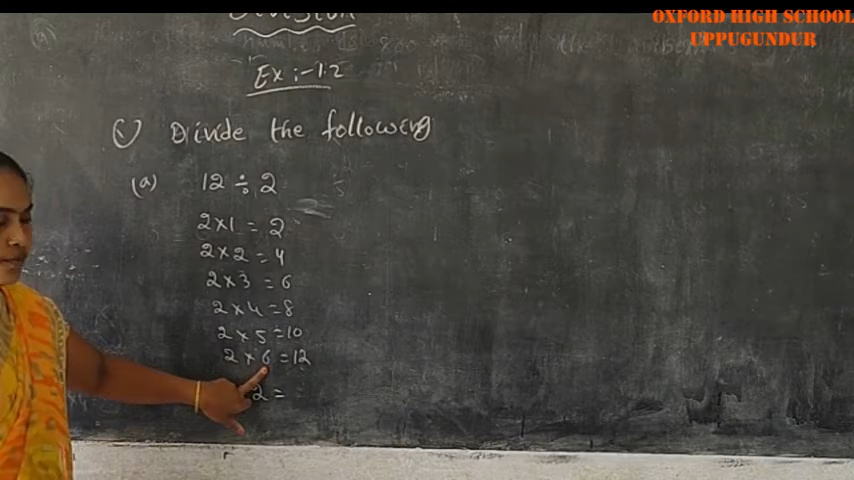 OXFORD HIGH SCHOOL
UPPUGUNDUR
Division
Ex:-1.2
Divide the following
(a) 12 ÷ 2
2×1 = 2
2×2 = 4
2×3 = 6
2×4 = 8
2×5 = 10
2×6 = 12
2 =